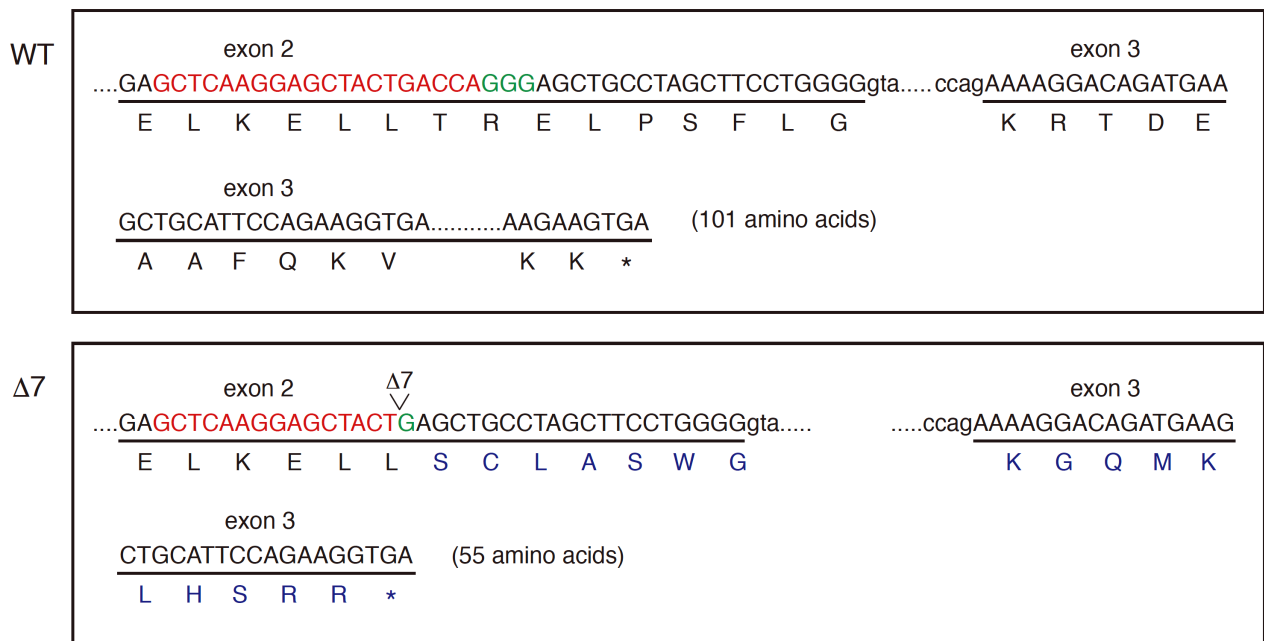 WT
exon 2 exon 3
....GAGCTCAAGGAGCTACTGACCAGGGAGCTGCCTAGCTTCCTGGGGgta..... ccagAAAAGGACAGATGAA
E L K E L L T R E L P S F L G K R T D E
exon 3
GCTGCATTCCAGAAGGTGA...........AAGAAGTGA (101 amino acids)
A A F Q K V K K *
Δ7
Δ7
exon 2 exon 3
....GAGCTCAAGGAGCTACTGAGCTGCCTAGCTTCCTGGGGgta..... .....ccagAAAAGGACAGATGAAG
E L K E L L S C L A S W G K G Q M K
exon 3
CTGCATTCCAGAAGGTGA (55 amino acids)
L H S R R *